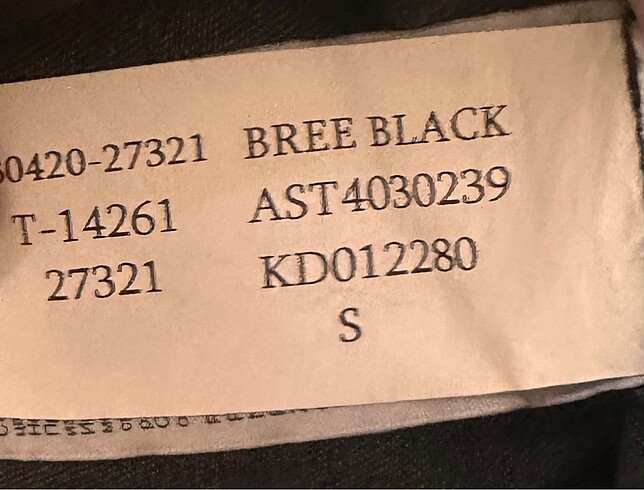 0420-27321 BREE BLACK
T-14261 AST4030239
27321 KD012280
S